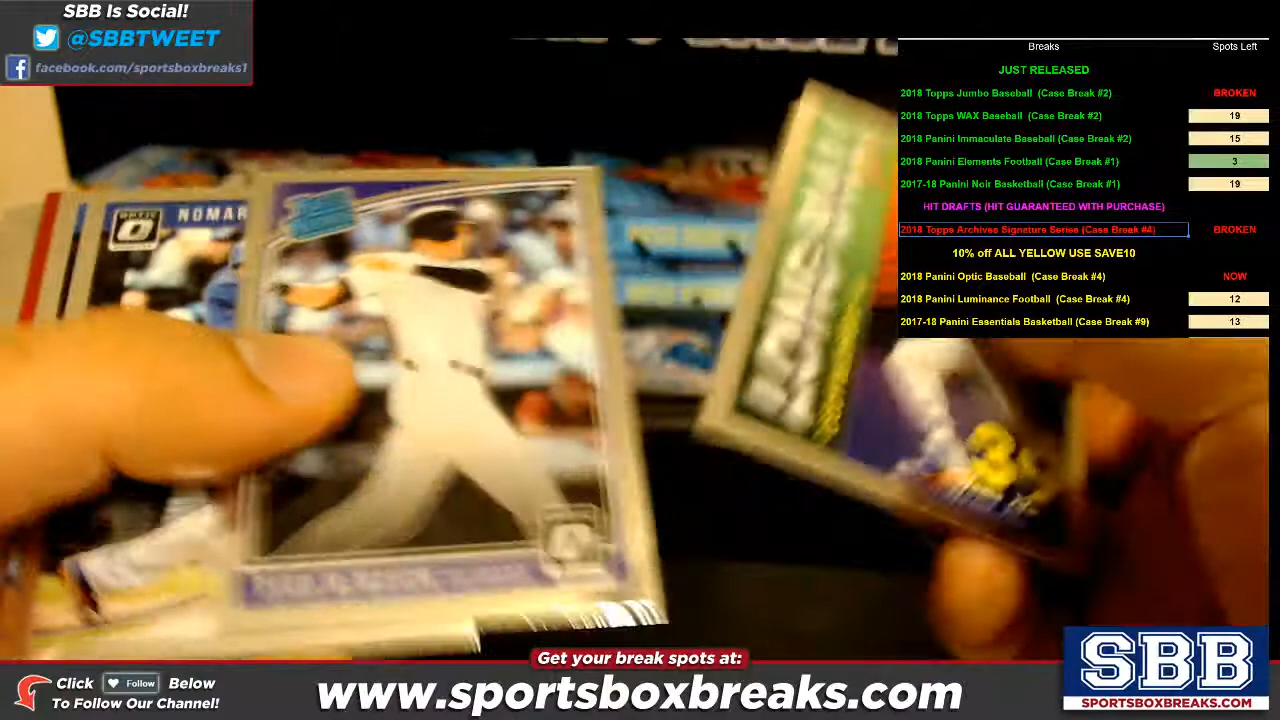 SBB Is Social!
@SBBTWEET
facebook.com/sportsboxbreaks1
Breaks Spots Left
JUST RELEASED
2018 Topps Jumbo Baseball (Case Break #2) BROKEN
2018 Topps WAX Baseball (Case Break #2) 19
2018 Panini Immaculate Baseball (Case Break #2) 15
2018 Panini Elements Football (Case Break #1) 3
2017-18 Panini Noir Basketball (Case Break #1) 19
HIT DRAFTS (HIT GUARANTEED WITH PURCHASE)
2018 Topps Archives Signature Series (Case Break #4) BROKEN
10% off ALL YELLOW USE SAVE10
2018 Panini Optic Baseball (Case Break #4) NOW
2018 Panini Luminance Football (Case Break #4) 12
2017-18 Panini Essentials Basketball (Case Break #9) 13
OPTIC
NOMAR
Get your break spots at:
www.sportsboxbreaks.com
Click Follow Below
To Follow Our Channel!
SBB
SPORTSBOXBREAKS.COM